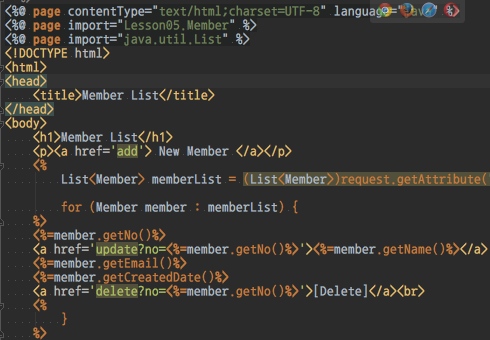 <%@ page contentType="text/html;charset=UTF-8" language="java" %>
<%@ page import="Lesson05.Member" %>
<%@ page import="java.util.List" %>
<!DOCTYPE html>
<html>
<head>
    <title>Member List</title>
</head>
<body>
    <h1>Member List</h1>
    <p><a href='add'> New Member </a></p>
    <%
        List<Member> memberList = (List<Member>)request.getAttribute(
        for (Member member : memberList) {
    %>
    <%=member.getNo()%>
    <a href='update?no=<%=member.getNo()%>'><%=member.getName()%></a>
    <%=member.getEmail()%>
    <%=member.getCreatedDate()%>
    <a href='delete?no=<%=member.getNo()%>'>[Delete]</a><br>
    <%
        }
    %>